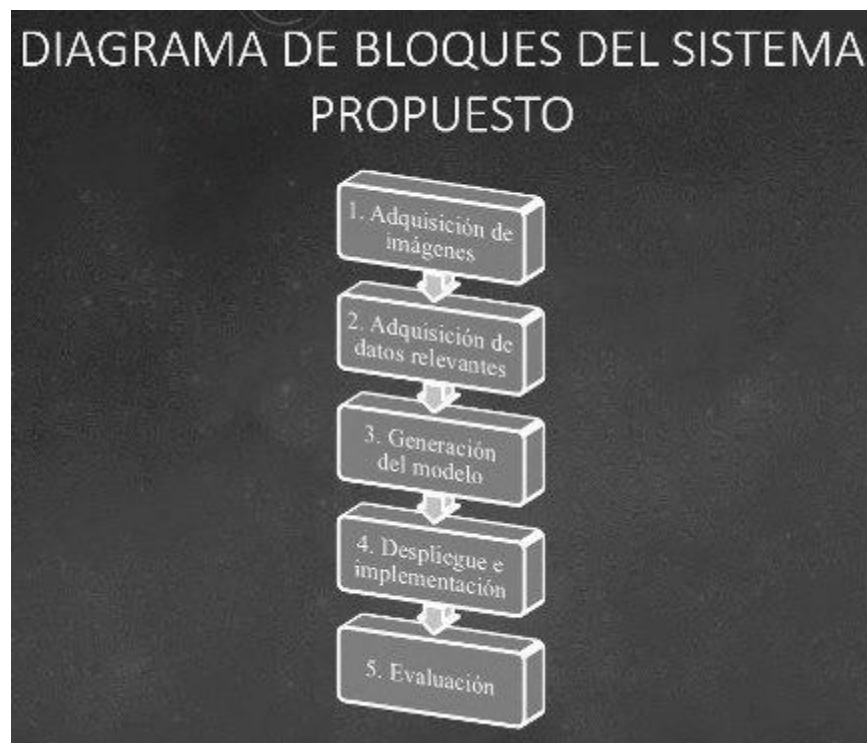 DIAGRAMA DE BLOQUES DEL SISTEMA
PROPUESTO
1. Adquisición de
imágenes
2. Adquisición de
datos relevantes
3. Generación
del modelo
4. Despliegue e
implementación
5. Evaluación